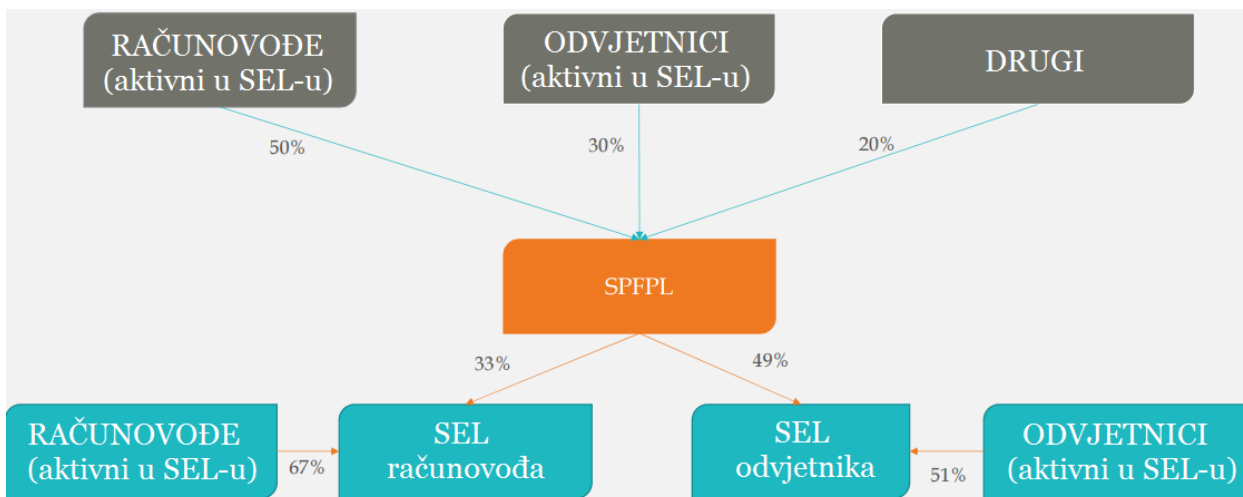 RAČUNOVOĐE
(aktivni u SEL-u)
ODVJETNICI
(aktivni u SEL-u)
DRUGI
50%
30%
20%
SPFPL
33%
49%
RAČUNOVOĐE
(aktivni u SEL-u)
67%
SEL
računovođa
SEL
odvjetnika
51%
ODVJETNICI
(aktivni u SEL-u)